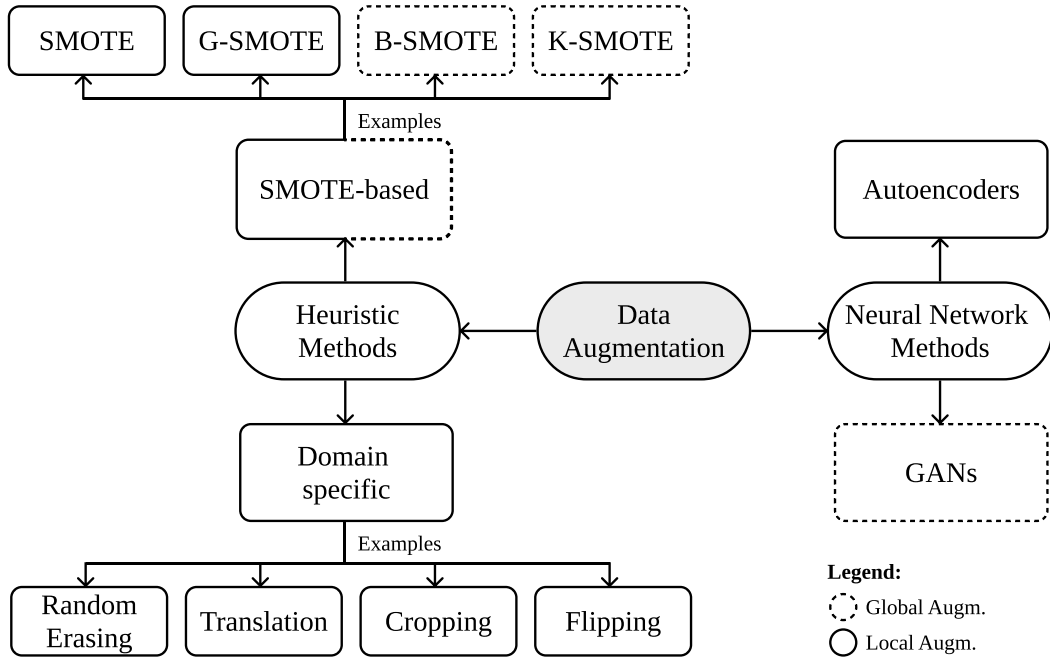 SMOTE
G-SMOTE
B-SMOTE
K-SMOTE
Examples
SMOTE-based
Autoencoders
Heuristic
Methods
Data
Augmentation
Neural Network
Methods
Domain
specific
GANs
Examples
Random
Erasing
Translation
Cropping
Flipping
Legend:
Global Augm.
Local Augm.